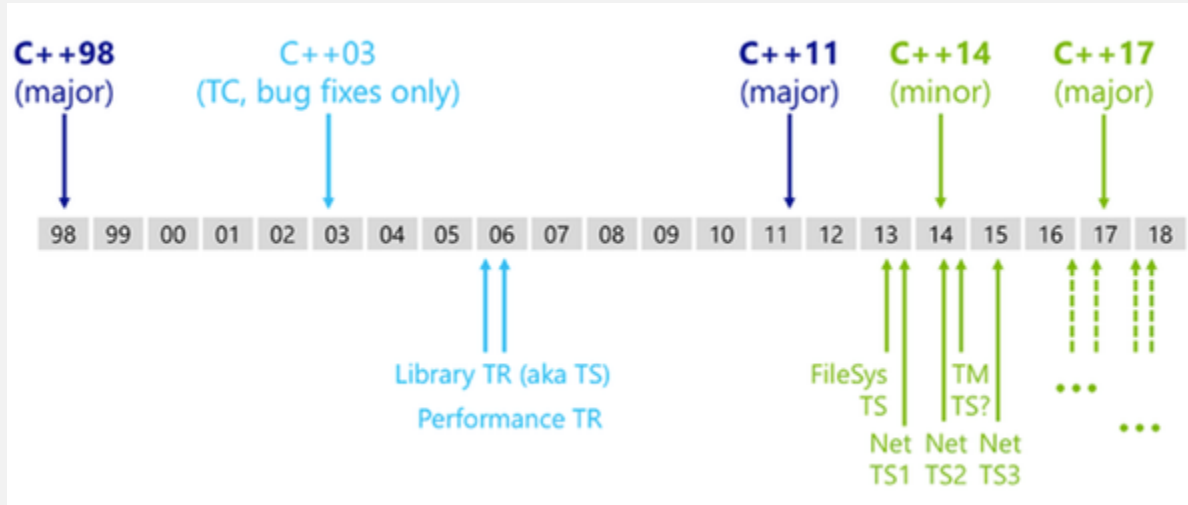 C++98
(major)
C++03
(TC, bug fixes only)
C++11
(major)
C++14
(minor)
C++17
(major)
98 99 00 01 02 03 04 05 06 07 08 09 10 11 12 13 14 15 16 17 18
Library TR (aka TS)
Performance TR
FileSys
TS
TM
TS?
Net
TS1
Net
TS2
Net
TS3
...
...